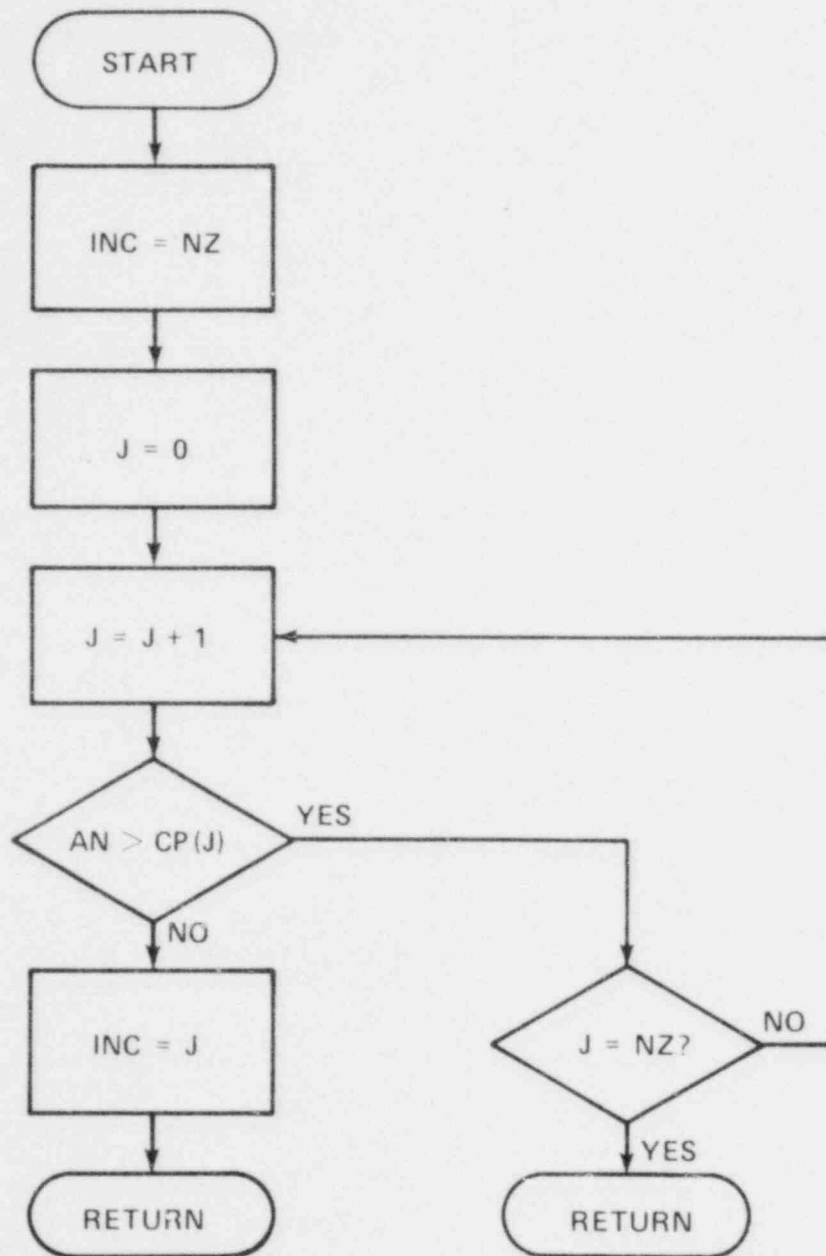 START
INC = NZ
J = 0
J = J + 1
AN > CP(J)
YES
NO
INC = J
RETURN
J = NZ?
NO
YES
RETURN